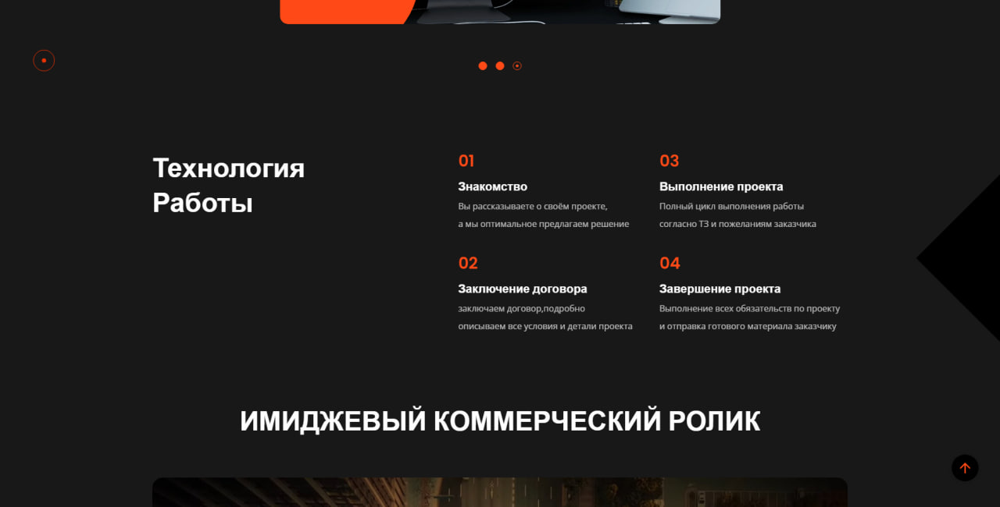 Технология
Работы
01
Знакомство
Вы рассказываете о своём проекте,
а мы оптимальное предлагаем решение
02
Заключение договора
заключаем договор,подробно
описываем все условия и детали проекта
03
Выполнение проекта
Полный цикл выполнения работы
согласно ТЗ и пожеланиям заказчика
04
Завершение проекта
Выполнение всех обязательств по проекту
и отправка готового материала заказчику
ИМИДЖЕВЫЙ КОММЕРЧЕСКИЙ РОЛИК